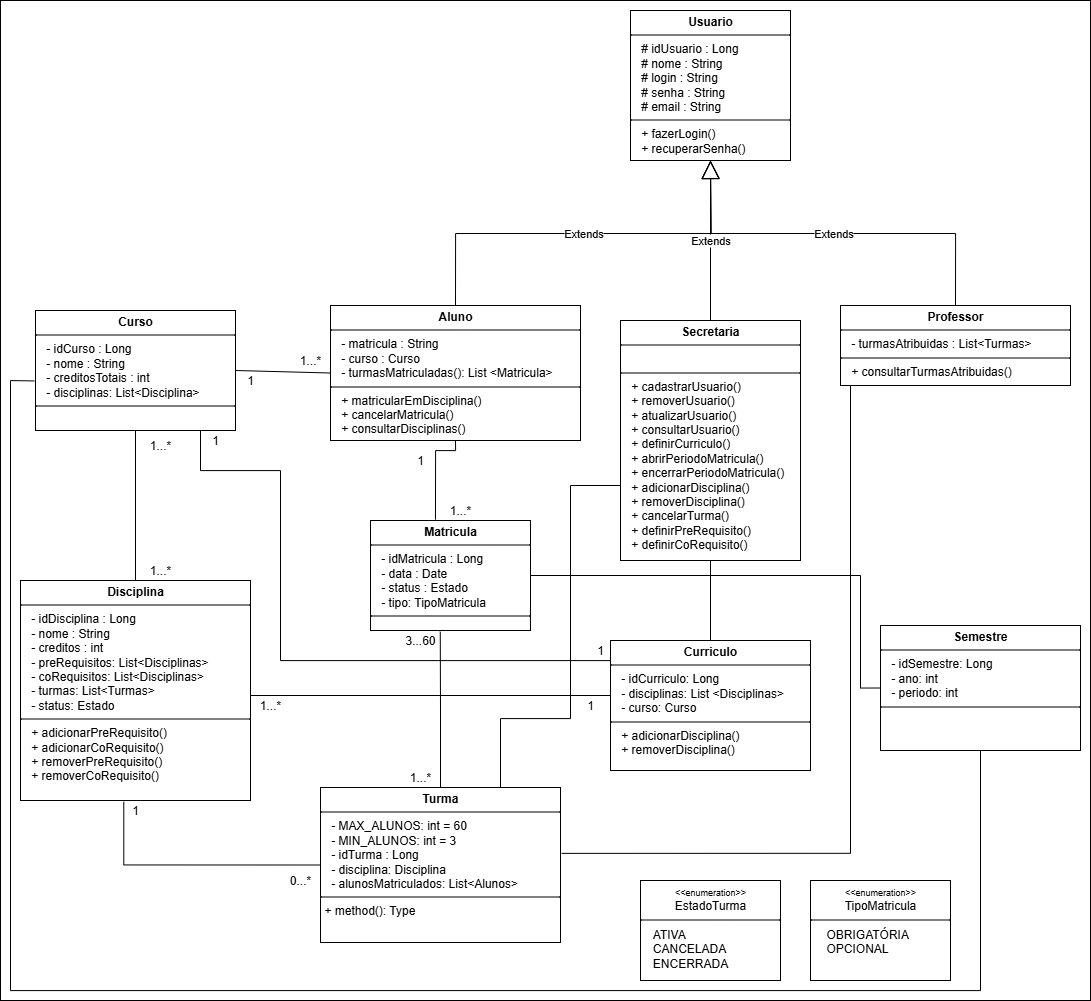 Usuario
# idUsuario : Long
# nome : String
# login : String
# senha : String
# email : String
+ fazerLogin()
+ recuperarSenha()
Extends
Extends
Extends
Curso
- idCurso : Long
- nome : String
- creditosTotais : int
- disciplinas: List<Disciplina>
1
1...*
Aluno
- matricula : String
- curso : Curso
- turmasMatriculadas(): List <Matricula>
+ matricularEmDisciplina()
+ cancelarMatricula()
+ consultarDisciplinas()
Secretaria
+ cadastrarUsuario()
+ removerUsuario()
+ atualizarUsuario()
+ consultarUsuario()
+ definirCurriculo()
+ abrirPeriodoMatricula()
+ encerrarPeriodoMatricula()
+ adicionarDisciplina()
+ removerDisciplina()
+ cancelarTurma()
+ definirPreRequisito()
+ definirCoRequisito()
Professor
- turmasAtribuidas : List<Turmas>
+ consultarTurmasAtribuidas()
1...*
1
1
1...*
1...*
Matricula
- idMatricula : Long
- data : Date
- status : Estado
- tipo: TipoMatricula
3...60
Disciplina
- idDisciplina : Long
- nome : String
- creditos : int
- preRequisitos: List<Disciplinas>
- coRequisitos: List<Disciplinas>
- turmas: List<Turmas>
- status: Estado
+ adicionarPreRequisito()
+ adicionarCoRequisito()
+ removerPreRequisito()
+ removerCoRequisito()
1
1...*
1
Curriculo
- idCurriculo: Long
- disciplinas: List <Disciplinas>
- curso: Curso
+ adicionarDisciplina()
+ removerDisciplina()
Semestre
- idSemestre: Long
- ano: int
- periodo: int
1...*
1
0...*
Turma
- MAX_ALUNOS: int = 60
- MIN_ALUNOS: int = 3
- idTurma : Long
- disciplina: Disciplina
- alunosMatriculados: List<Alunos>
+ method(): Type
<<enumeration>>
EstadoTurma
ATIVA
CANCELADA
ENCERRADA
<<enumeration>>
TipoMatricula
OBRIGATÓRIA
OPCIONAL